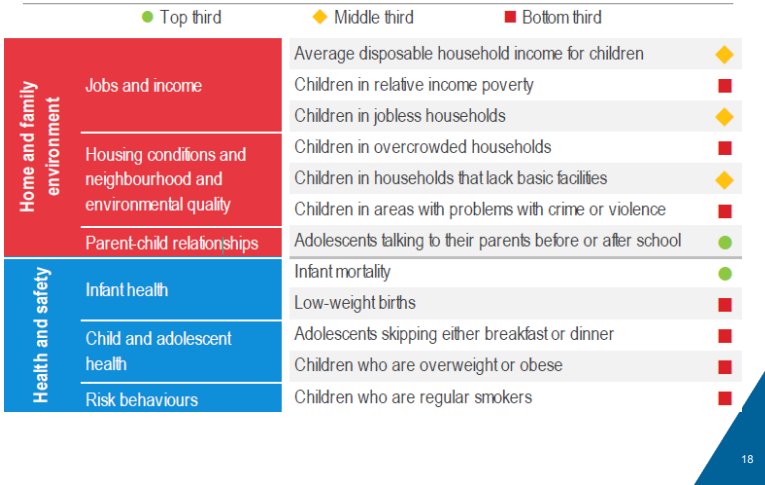 Top third Middle third Bottom third
Home and family
environment
Jobs and income
Average disposable household income for children
Children in relative income poverty
Children in jobless households
Housing conditions and
neighbourhood and
environmental quality
Children in overcrowded households
Children in households that lack basic facilities
Children in areas with problems with crime or violence
Parent-child relationships
Adolescents talking to their parents before or after school
Health and safety
Infant health
Infant mortality
Low-weight births
Child and adolescent
health
Adolescents skipping either breakfast or dinner
Children who are overweight or obese
Risk behaviours
Children who are regular smokers
18